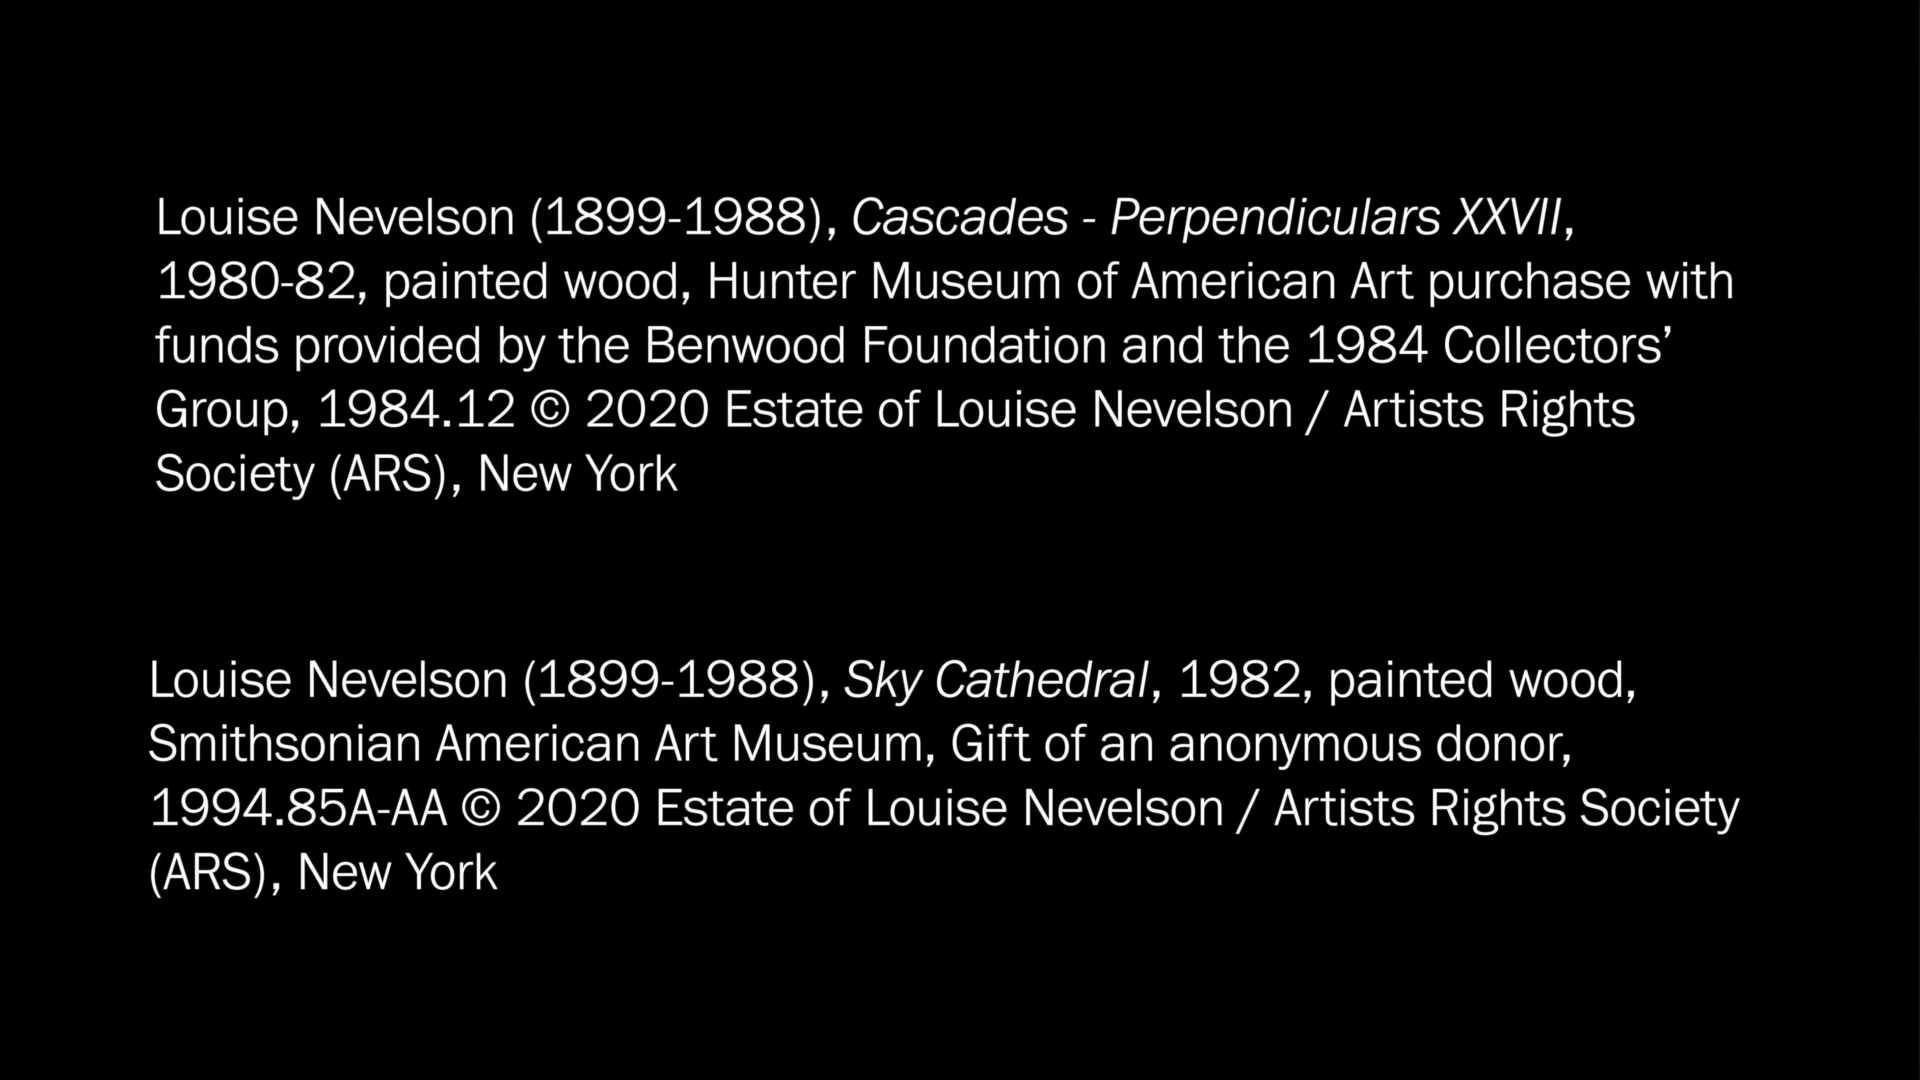 Louise Nevelson (1899-1988), Cascades - Perpendiculars XXVII,
1980-82, painted wood, Hunter Museum of American Art purchase with
funds provided by the Benwood Foundation and the 1984 Collectors’
Group, 1984.12 © 2020 Estate of Louise Nevelson / Artists Rights
Society (ARS), New York
Louise Nevelson (1899-1988), Sky Cathedral, 1982, painted wood,
Smithsonian American Art Museum, Gift of an anonymous donor,
1994.85A-AA © 2020 Estate of Louise Nevelson / Artists Rights Society
(ARS), New York